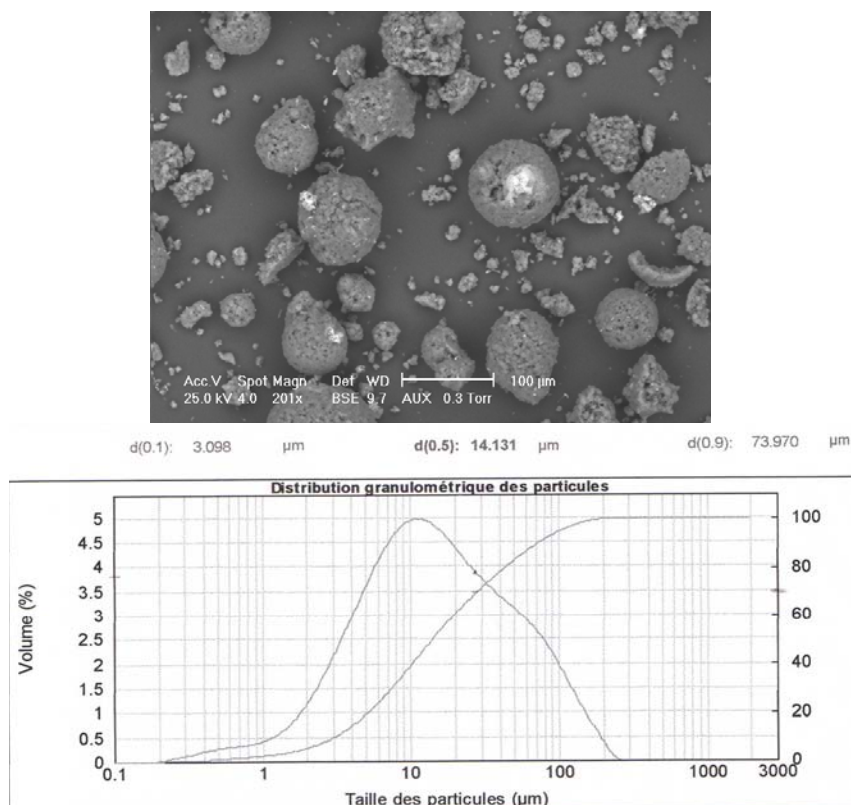 Acc.V Spot Magn Det WD 100 µm
25.0 kV 4.0 201x BSE 9.7 AUX 0.3 Torr
d(0.1): 3.098 µm d(0.5): 14.131 µm d(0.9): 73.970 µm
Distribution granulométrique des particules
5 100
4.5
4 80
3.5
3 60
2.5
2 40
1.5
1 20
0.5
0 0
0.1 1 10 100 1000 3000
Volume (%)
Taille des particules (µm)